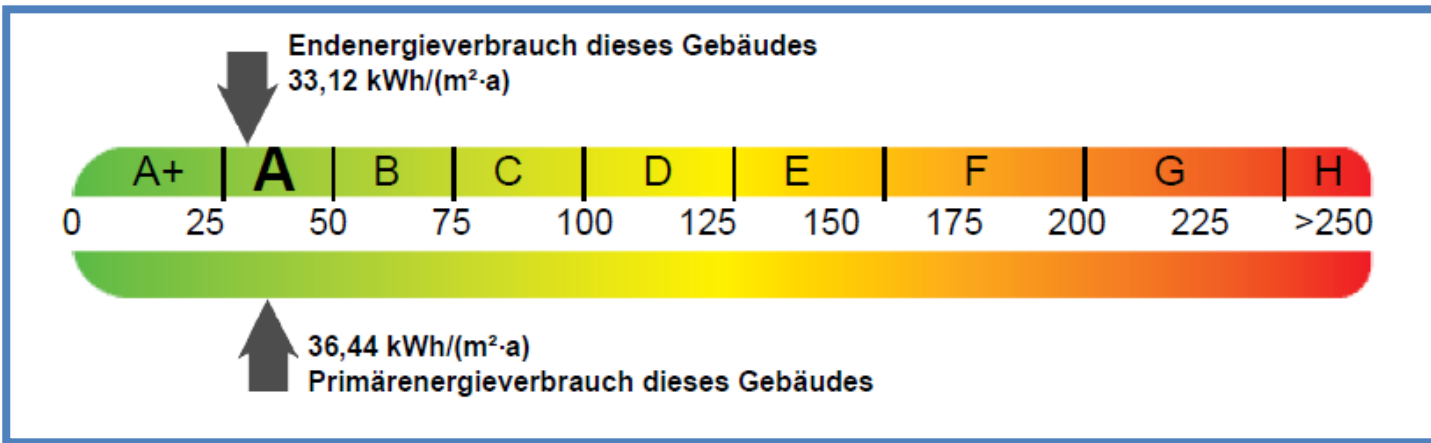 Endenergieverbrauch dieses Gebäudes
33,12 kWh/(m²·a)
A+ A B C D E F G H
0 25 50 75 100 125 150 175 200 225 >250
36,44 kWh/(m²·a)
Primärenergieverbrauch dieses Gebäudes